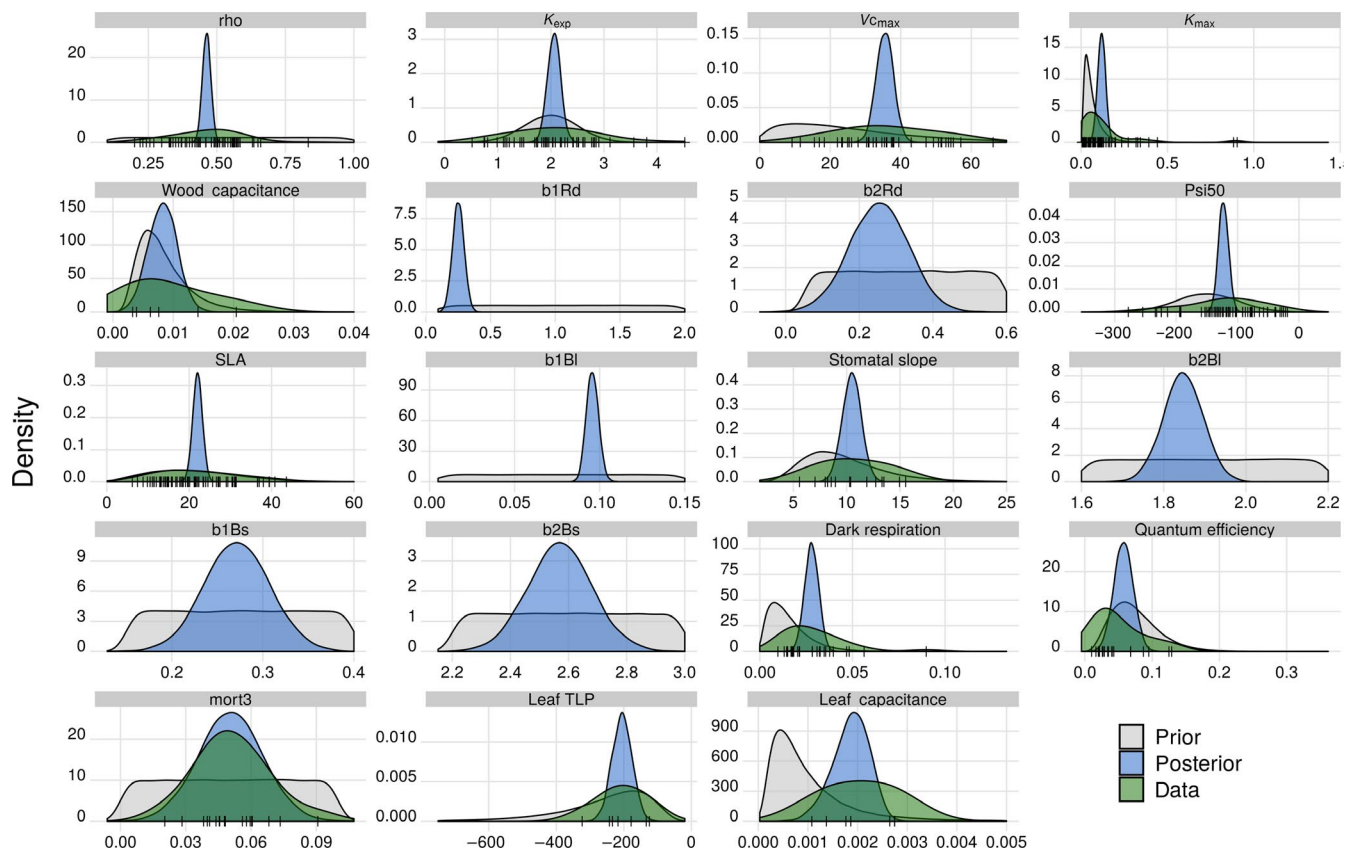 rho
K exp
Vc max
K max
20
10
0
0.25 0.50 0.75 1.00
3
2
1
0
0 1 2 3 4
0.15
0.10
0.05
0.00
0 20 40 60
15
10
5
0
0.0 0.5 1.0 1.
Wood capacitance
b1Rd
b2Rd
Psi50
150
100
50
0
0.00 0.01 0.02 0.03 0.04
7.5
5.0
2.5
0.0
0.0 0.5 1.0 1.5 2.0
5
4
3
2
1
0
0.0 0.2 0.4 0.6
0.04
0.03
0.02
0.01
0.00
−300 −200 −100 0
SLA
b1Bl
Stomatal slope
b2Bl
0.3
0.2
0.1
0.0
0 20 40 60
90
60
30
0
0.00 0.05 0.10 0.15
0.4
0.3
0.2
0.1
0.0
5 10 15 20 25
8
6
4
2
0
1.6 1.8 2.0 2.2
Density
b1Bs
b2Bs
Dark respiration
Quantum efficiency
9
6
3
0
0.2 0.3 0.4
3
2
1
0
2.2 2.4 2.6 2.8 3.0
100
75
50
25
0
0.00 0.05 0.10
20
10
0
0.0 0.1 0.2 0.3
mort3
Leaf TLP
Leaf capacitance
20
10
0
0.00 0.03 0.06 0.09
0.010
0.005
0.000
−600 −400 −200 0
900
600
300
0
0.000 0.001 0.002 0.003 0.004 0.005
Prior
Posterior
Data